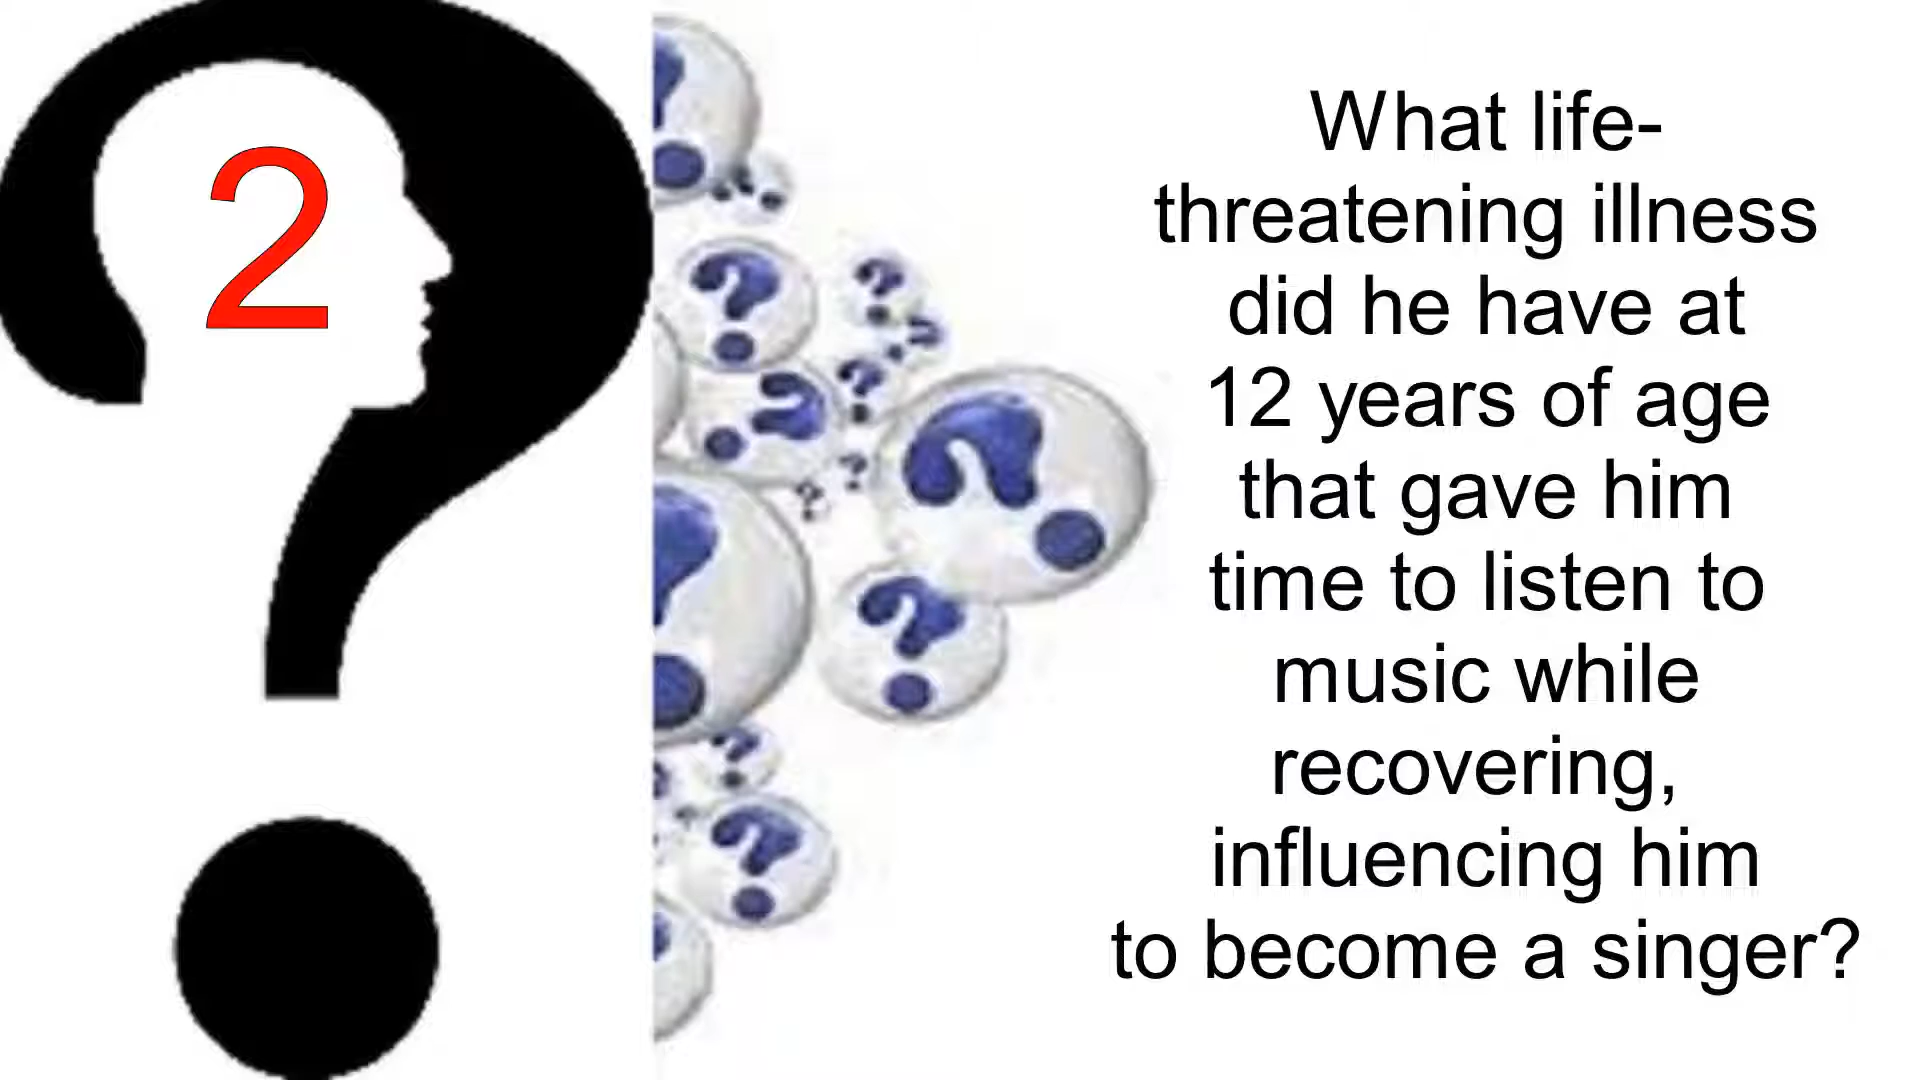 2
What life-
threatening illness
did he have at
12 years of age
that gave him
time to listen to
music while
recovering,
influencing him
to become a singer?